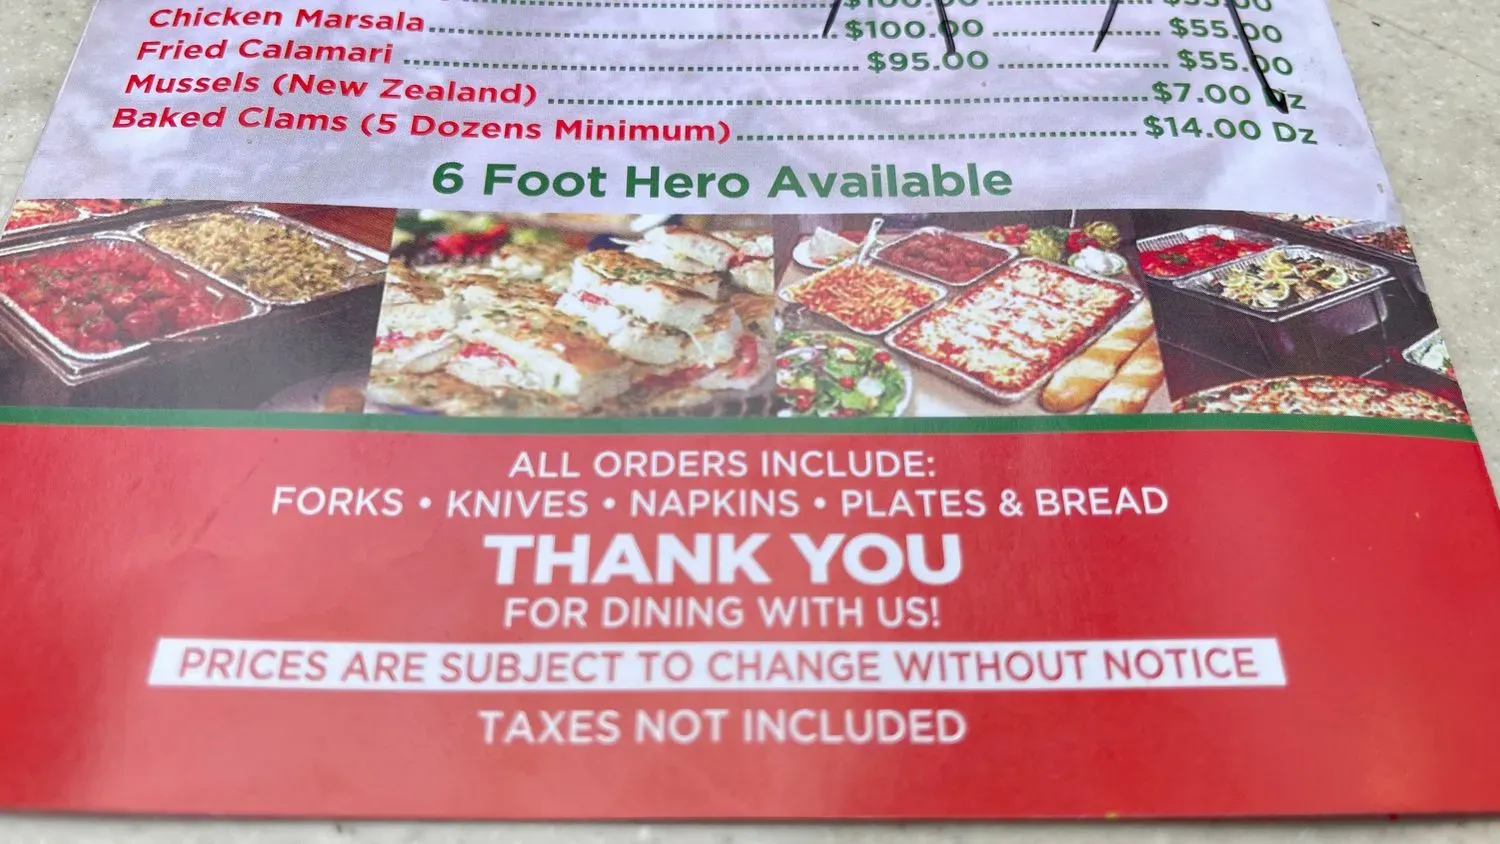 Chicken Marsala $100.00 $55.00
Fried Calamari $95.00 $55.00
Mussels (New Zealand) $7.00 Dz
Baked Clams (5 Dozens Minimum) $14.00 Dz
6 Foot Hero Available
ALL ORDERS INCLUDE:
FORKS • KNIVES • NAPKINS • PLATES & BREAD
THANK YOU
FOR DINING WITH US!
PRICES ARE SUBJECT TO CHANGE WITHOUT NOTICE
TAXES NOT INCLUDED